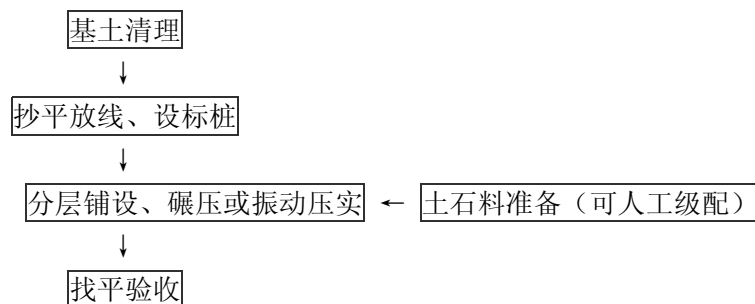 基土清理
↓
抄平放线、设标桩
↓
分层铺设、碾压或振动压实 ← 土石料准备（可人工级配）
↓
找平验收